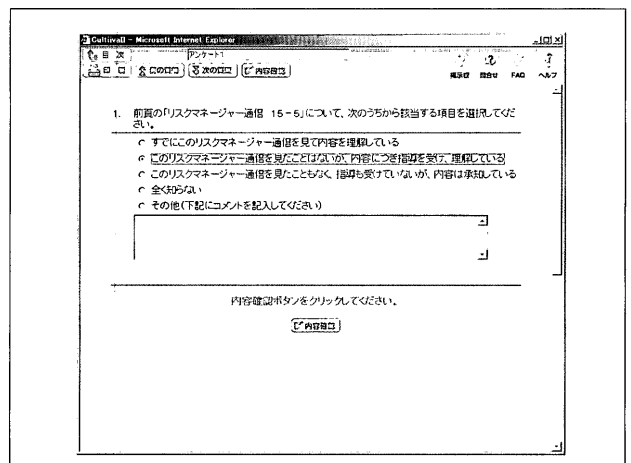 Cultiva II - Microsoft Internet Explorer
目 次
アンケート1
内容確認
掲示板 問合せ FAQ ヘルプ
1. 前頁の「リスクマネージャー通信 15-5」について、次のうちから該当する項目を選択してください。
すでにこのリスクマネージャー通信を見て内容を理解している
このリスクマネージャー通信を見たことはないが、内容につき指導を受け、理解している
このリスクマネージャー通信を見たこともなく、指導も受けていないが、内容は承知している
全く知らない
その他(下記にコメントを記入してください)
内容確認ボタンをクリックしてください。
内容確認